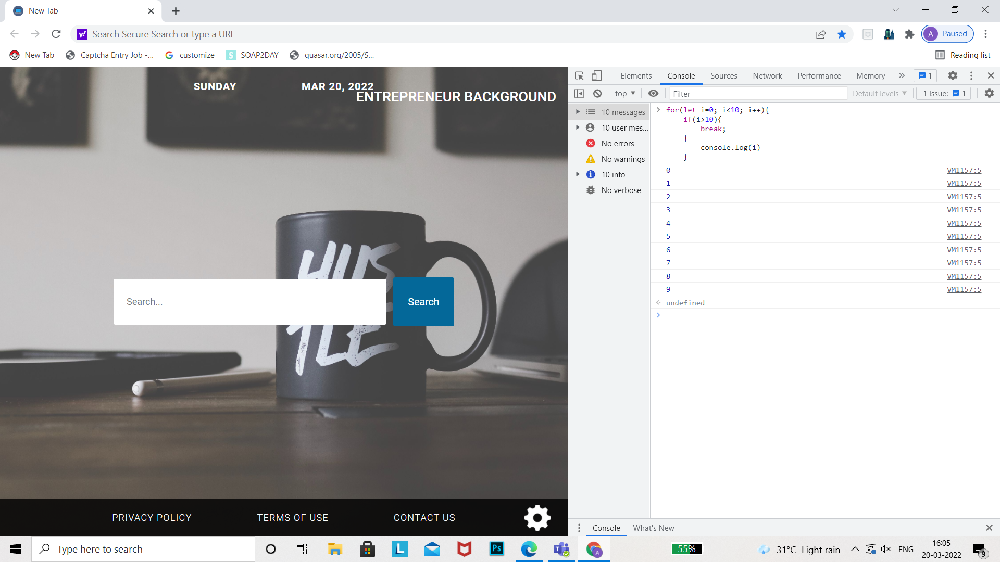 New Tab
Search Secure Search or type a URL
A Paused
New Tab
Captcha Entry Job -...
customize
S SOAP2DAY
quasar.org/2005/S...
Reading list
SUNDAY
MAR 20, 2022
ENTREPRENEUR BACKGROUND
HUS
TLE
Search...
Search
PRIVACY POLICY
TERMS OF USE
CONTACT US
Elements Console Sources Network Performance Memory » 1
top Filter Default levels 1 Issue: 1
10 messages
10 user mes...
No errors
No warnings
10 info
No verbose
for(let i=0; i<10; i++){
if(i>10){
break;
}
console.log(i)
}
0 VM1157:5
1 VM1157:5
2 VM1157:5
3 VM1157:5
4 VM1157:5
5 VM1157:5
6 VM1157:5
7 VM1157:5
8 VM1157:5
9 VM1157:5
undefined
Console What's New
Type here to search
L
Ps
A
55%
31°C Light rain
ENG
16:05
20-03-2022
9